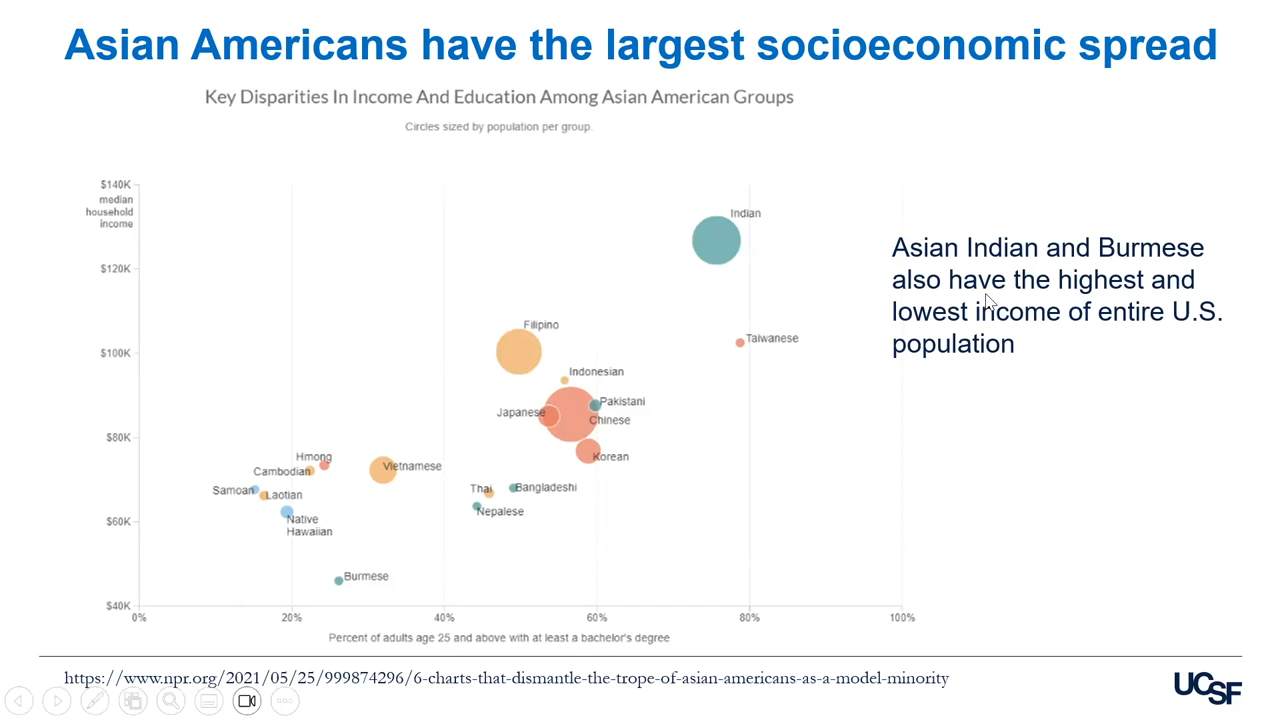 Asian Americans have the largest socioeconomic spread
Key Disparities In Income And Education Among Asian American Groups
Circles sized by population per group.
$140K
median
household
income
$120K
$100K
$80K
$60K
$40K
Indian
Taiwanese
Filipino
Indonesian
Pakistani
Japanese
Chinese
Korean
Hmong
Cambodian
Vietnamese
Samoan
Laotian
Thai
Bangladeshi
Nepalese
Native
Hawaiian
Burmese
0%
20%
40%
60%
80%
100%
Percent of adults age 25 and above with at least a bachelor's degree
Asian Indian and Burmese
also have the highest and
lowest income of entire U.S.
population
https://www.npr.org/2021/05/25/999874296/6-charts-that-dismantle-the-trope-of-asian-americans-as-a-model-minority
UCSF